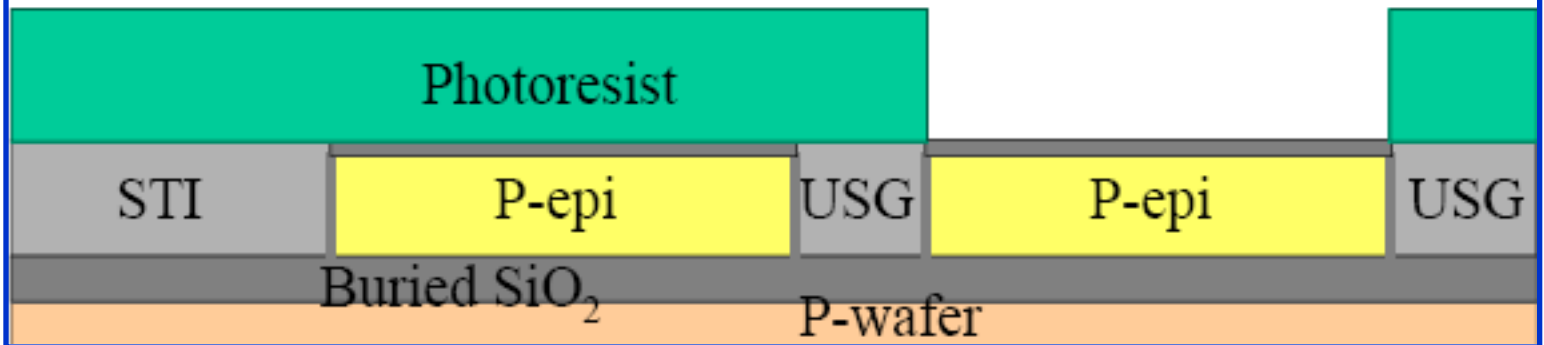 Photoresist
STI P-epi USG P-epi USG
Buried SiO₂
P-wafer